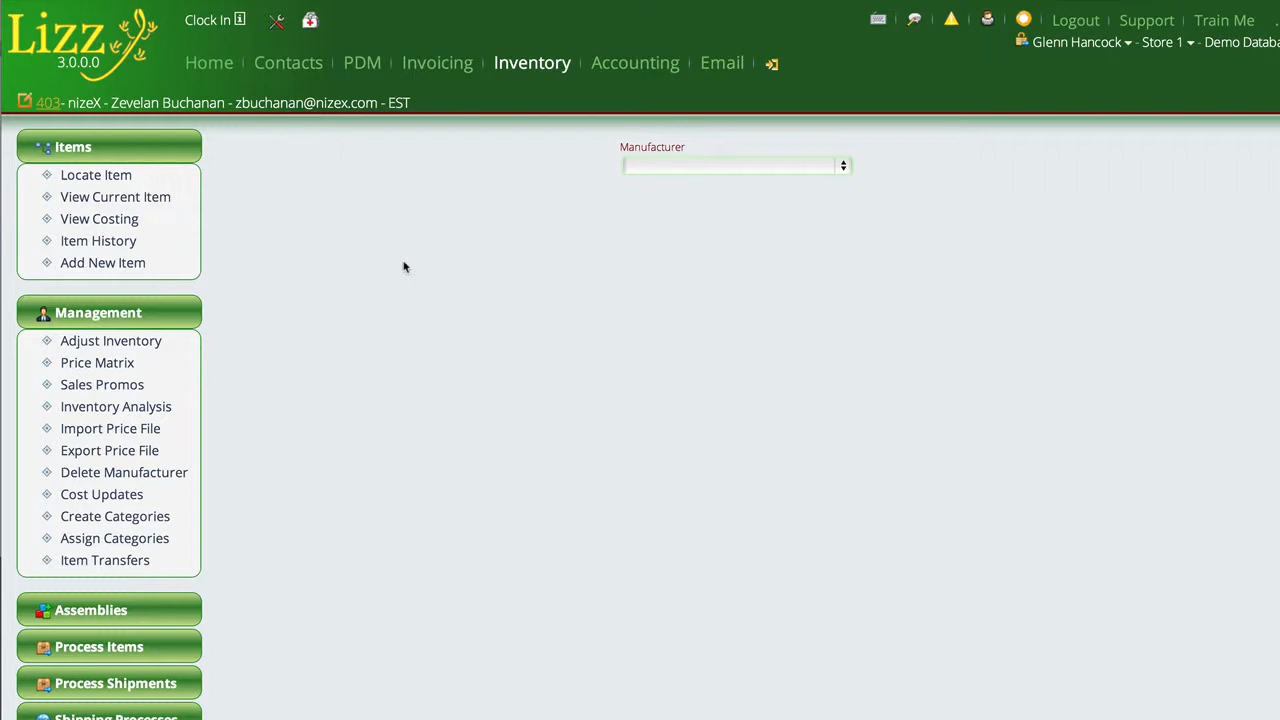 Lizz
3.0.0.0
Clock In
Logout | Support | Train Me
Glenn Hancock - Store 1 - Demo Databa
Home Contacts PDM Invoicing Inventory Accounting Email
403- nizeX - Zevelan Buchanan - zbuchanan@nizex.com - EST
Items
Locate Item
View Current Item
View Costing
Item History
Add New Item
Manufacturer
Management
Adjust Inventory
Price Matrix
Sales Promos
Inventory Analysis
Import Price File
Export Price File
Delete Manufacturer
Cost Updates
Create Categories
Assign Categories
Item Transfers
Assemblies
Process Items
Process Shipments
Shipping Processes